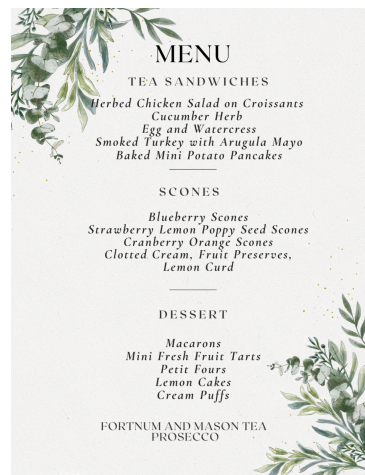 MENU
TEA SANDWICHES
Herbed Chicken Salad on Croissants
Cucumber Herb
Egg and Watercress
Smoked Turkey with Arugula Mayo
Baked Mini Potato Pancakes
SCONES
Blueberry Scones
Strawberry Lemon Poppy Seed Scones
Cranberry Orange Scones
Clotted Cream, Fruit Preserves,
Lemon Curd
DESSERT
Macarons
Mini Fresh Fruit Tarts
Petit Fours
Lemon Cakes
Cream Puffs
FORTNUM AND MASON TEA
PROSECCO